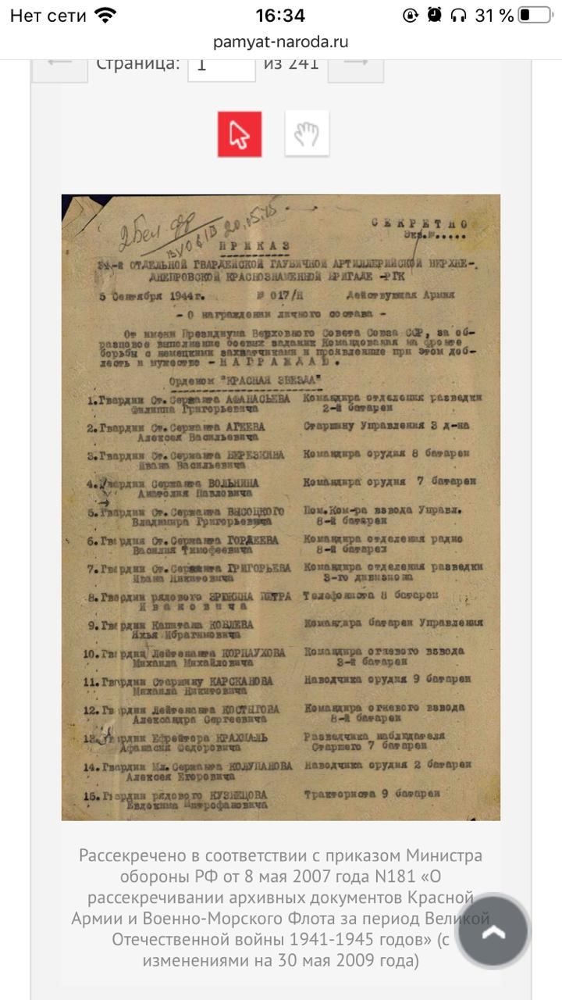 Нет сети
16:34
31 %
pamyat-naroda.ru
Страница: 1 из 241
2 Бел фр
20.05.45
СЕКРЕТНО
Экз.№.....
ПРИКАЗ
ОТДЕЛЬНОЙ ГВАРДЕЙСКОЙ ГАУБИЧНОЙ АРТИЛЛЕРИЙСКОЙ ВЕРХНЕ-
ДНЕПРОВСКОЙ КРАСНОЗНАМЕННОЙ БРИГАДЕ -РГК
5 Сентября 1944г. № 017/Н Действующая Армия
- О награждении личного состава -
От имени Президиума Верховного Совета Союза ССР, за об-
разцовое выполнение боевых заданий Командования на фронте
борьбы с немецкими захватчиками и проявленные при этом доб-
лесть и мужество - НАГРАЖДАЮ.
Орденом "КРАСНАЯ ЗВЕЗДА"
1.Гвардии Ст.Сержанта АФАНАСЬЕВА Командира отделения разведки
Филиппа Григорьевича 2-й батареи
2.Гвардии Ст.Сержанта АГЕЕВА Старшину Управления 3 д-на
Алексея Васильевича
3.Гвардии Ст.Сержанта БЕРЕЗКИНА Командира орудия 8 батареи
Ивана Васильевича
4.Гвардии Сержанта ВОЛЬНИНА Командира орудия 7 батареи
Анатолия Павловича
5.Гвардии Ст.Сержанта ВЫСОЦКОГО Пом.Ком-ра взвода Управл.
Владимира Григорьевича 8-й батареи
6.Гвардии Ст.Сержанта ГОРДЕЕВА Командира отделения радио
Василия Тимофеевича 8-й батареи
7.Гвардии Ст.Сержанта ГРИГОРЬЕВА Командира отделения разведки
Ивана Никитовича 3-го дивизиона
8.Гвардии рядового ПЕТРА Телефониста 8 батареи
Ивановича
9.Гвардии Капитана КОБЛЕВА Командира батареи Управления
Яхья Ибрагимовича
10.Гвардии Лейтенанта КОРНАУХОВА Командира огневого взвода
Михаила Михайловича 3-й батареи
11.Гвардии Старшину КАРСКАНОВА Наводчика орудия 9 батареи
Михаила Никитовича
12.Гвардии Лейтенанта КОСТЫГОВА Командира огневого взвода
Александра Сергеевича 8-й батареи
13.Гвардии Ефрейтора КРАХМАЛЬ Разведчика наблюдателя
Афанасия Федоровича Старшего 7 батареи
14.Гвардии Мл.Сержанта КОЛУПАНОВА Наводчика орудия 2 батареи
Алексея Егоровича
15.Гвардии рядового КУЗНЕЦОВА Тракториста 9 батареи
Евдокима Митрофановича
Рассекречено в соответствии с приказом Министра
обороны РФ от 8 мая 2007 года N181 «О
рассекречивании архивных документов Красной
Армии и Военно-Морского Флота за период Великой
Отечественной войны 1941-1945 годов» (с
изменениями на 30 мая 2009 года)